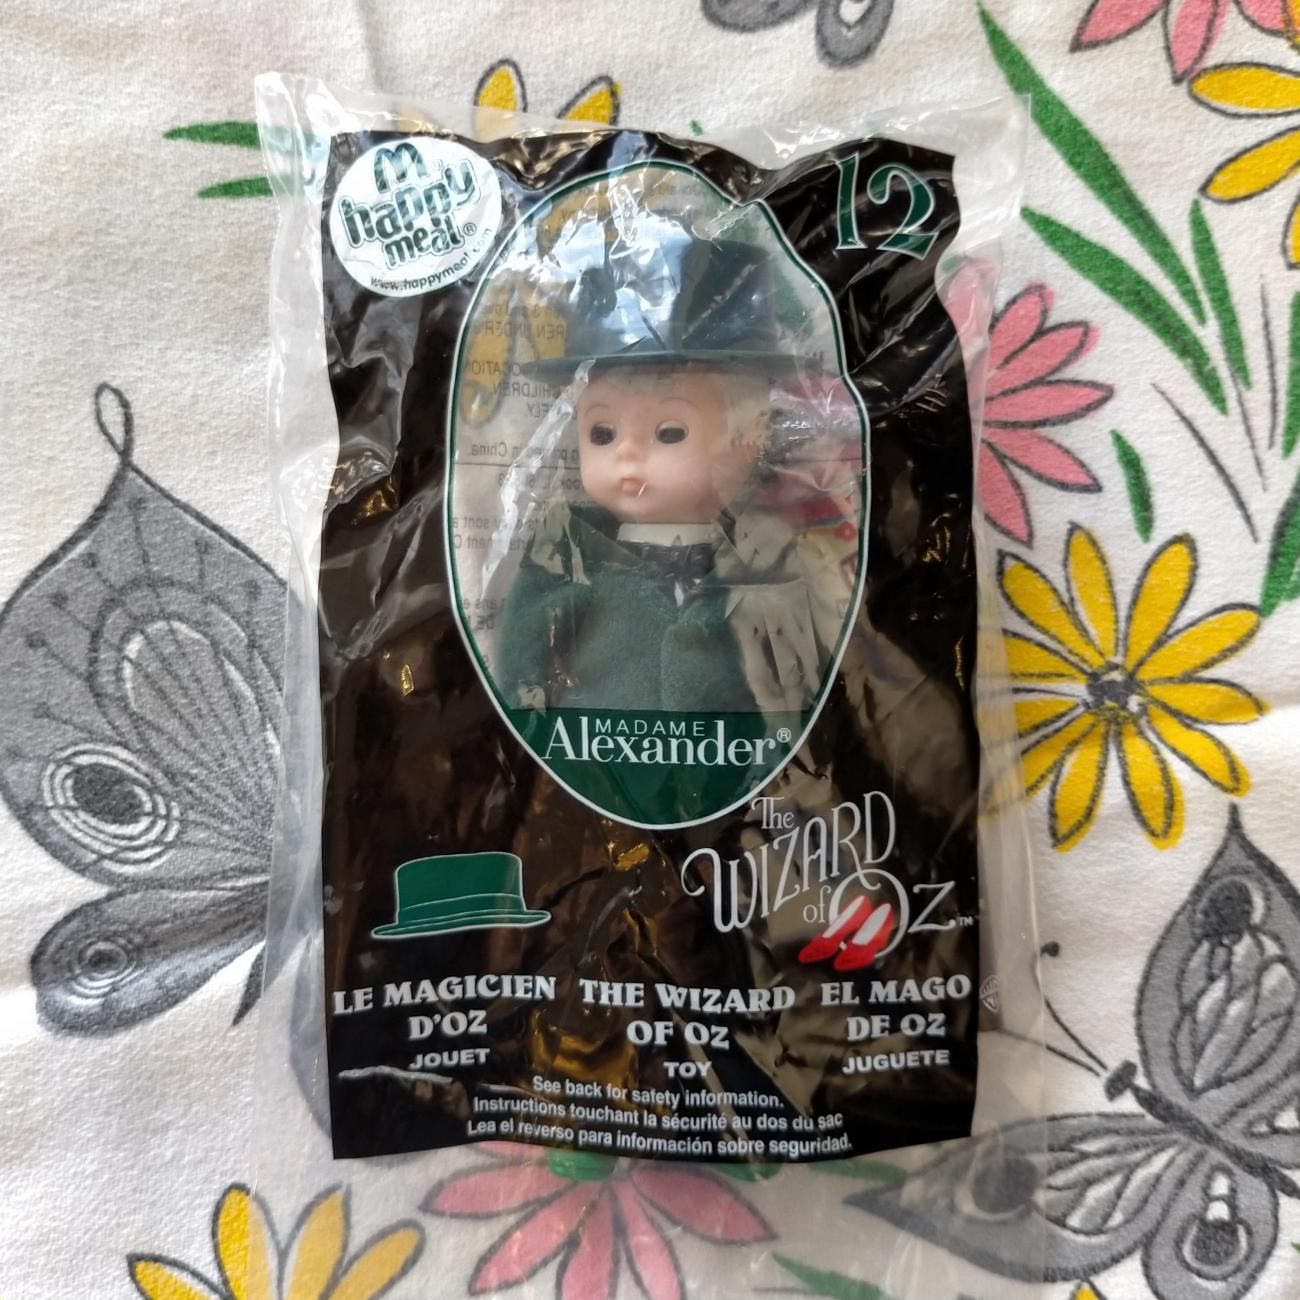 happy
meal®
www.happymeal.com
12
MADAME
Alexander®
The
WIZARD
of OZ.™
LE MAGICIEN
D'OZ
JOUET
THE WIZARD
OF OZ
TOY
EL MAGO
DE OZ
JUGUETE
See back for safety information.
Instructions touchant la sécurité au dos du sac
Lea el reverso para información sobre seguridad.